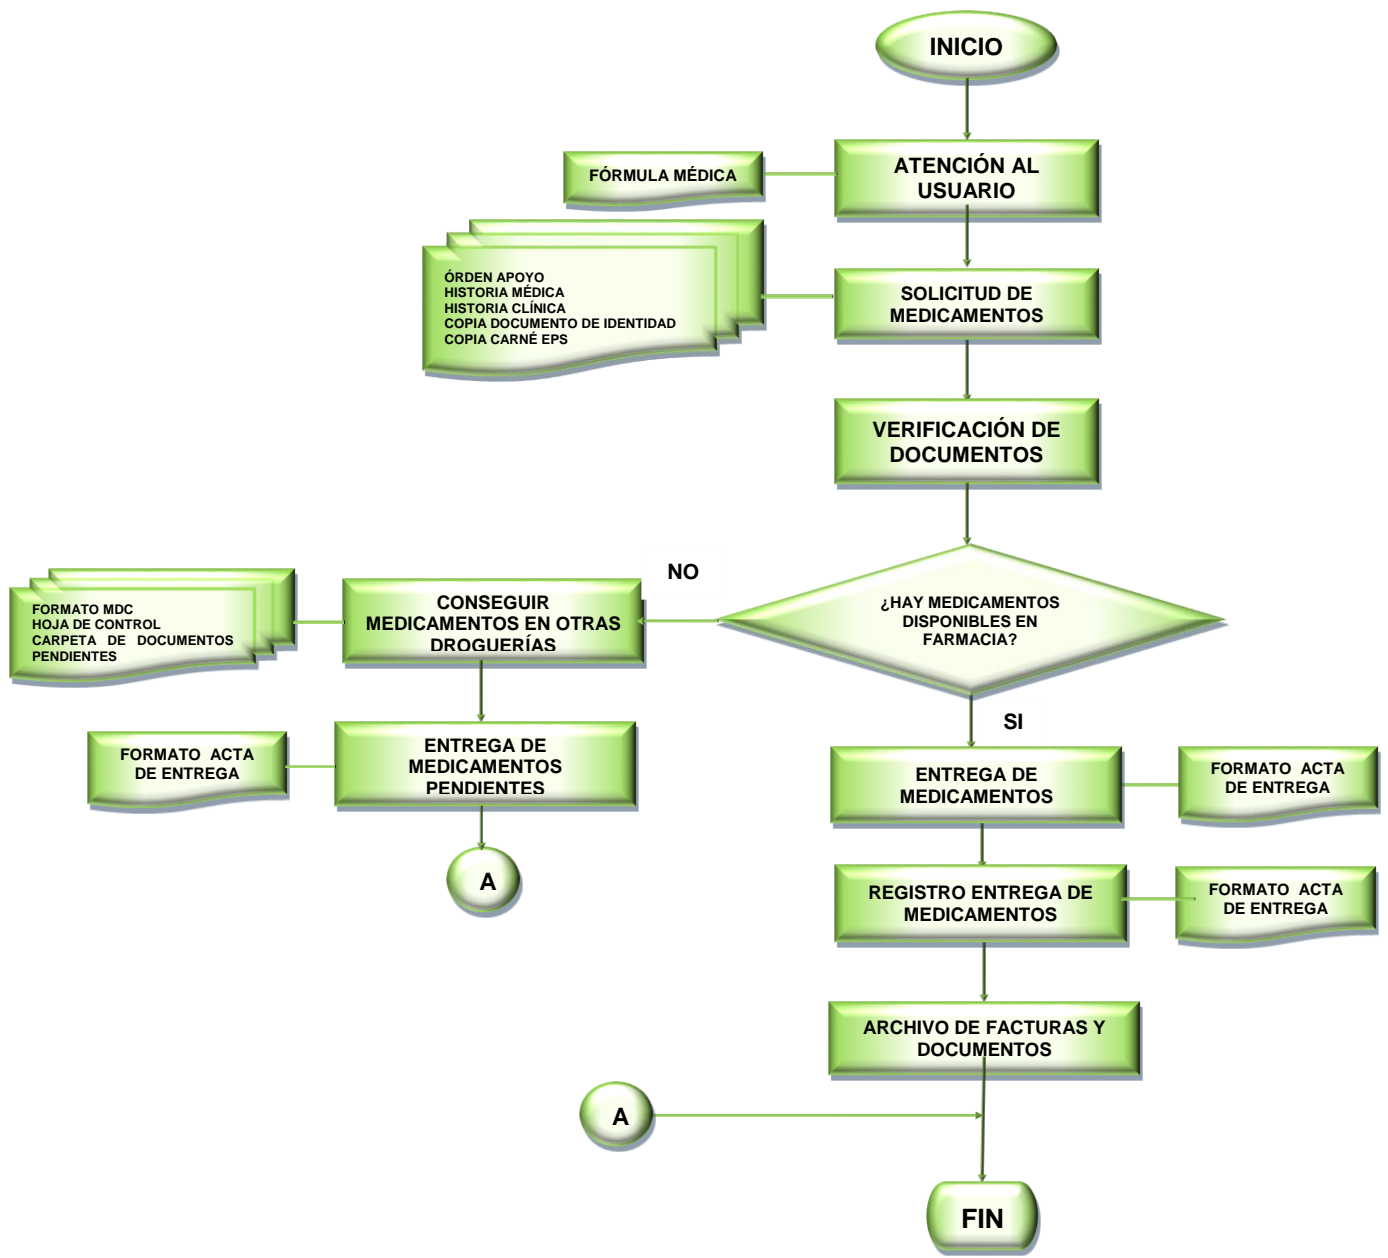 INICIO
FÓRMULA MÉDICA
ATENCIÓN AL
USUARIO
ÓRDEN APOYO
HISTORIA MÉDICA
HISTORIA CLÍNICA
COPIA DOCUMENTO DE IDENTIDAD
COPIA CARNÉ EPS
SOLICITUD DE
MEDICAMENTOS
VERIFICACIÓN DE
DOCUMENTOS
¿HAY MEDICAMENTOS
DISPONIBLES EN
FARMACIA?
NO
CONSEGUIR
MEDICAMENTOS EN OTRAS
DROGUERÍAS
FORMATO MDC
HOJA DE CONTROL
CARPETA DE DOCUMENTOS
PENDIENTES
SI
FORMATO ACTA
DE ENTREGA
ENTREGA DE
MEDICAMENTOS
PENDIENTES
A
ENTREGA DE
MEDICAMENTOS
FORMATO ACTA
DE ENTREGA
REGISTRO ENTREGA DE
MEDICAMENTOS
FORMATO ACTA
DE ENTREGA
ARCHIVO DE FACTURAS Y
DOCUMENTOS
A
FIN